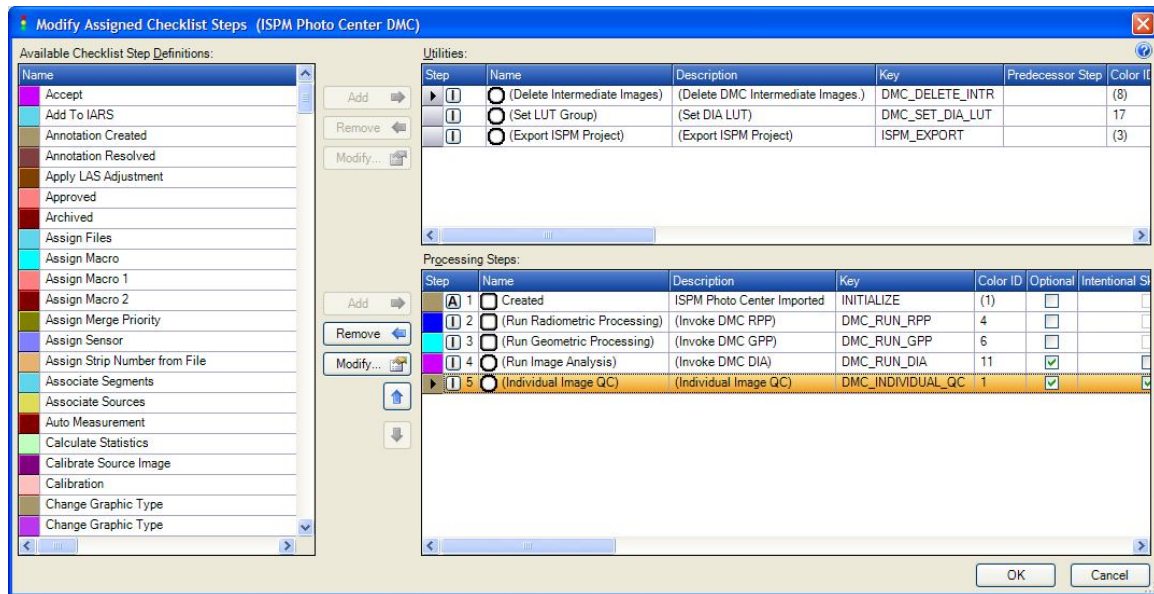 Modify Assigned Checklist Steps (ISPM Photo Center DMC)
Available Checklist Step Definitions:
Name
Accept
Add To IARS
Annotation Created
Annotation Resolved
Apply LAS Adjustment
Approved
Archived
Assign Files
Assign Macro
Assign Macro 1
Assign Macro 2
Assign Merge Priority
Assign Sensor
Assign Strip Number from File
Associate Segments
Associate Sources
Auto Measurement
Calculate Statistics
Calibrate Source Image
Calibration
Change Graphic Type
Change Graphic Type
Add
Remove
Modify...
Add
Remove
Modify...
Utilities:
Step Name Description Key Predecessor Step Color ID
I (Delete Intermediate Images) (Delete DMC Intermediate Images.) DMC_DELETE_INTR (8)
I (Set LUT Group) (Set DIA LUT) DMC_SET_DIA_LUT 17
I (Export ISPM Project) (Export ISPM Project) ISPM_EXPORT (3)
Processing Steps:
Step Name Description Key Color ID Optional Intentional Sk
A 1 Created ISPM Photo Center Imported INITIALIZE (1)
I 2 (Run Radiometric Processing) (Invoke DMC RPP) DMC_RUN_RPP 4
I 3 (Run Geometric Processing) (Invoke DMC GPP) DMC_RUN_GPP 6
I 4 (Run Image Analysis) (Invoke DMC DIA) DMC_RUN_DIA 11
I 5 (Individual Image QC) (Individual Image QC) DMC_INDIVIDUAL_QC 1
OK Cancel